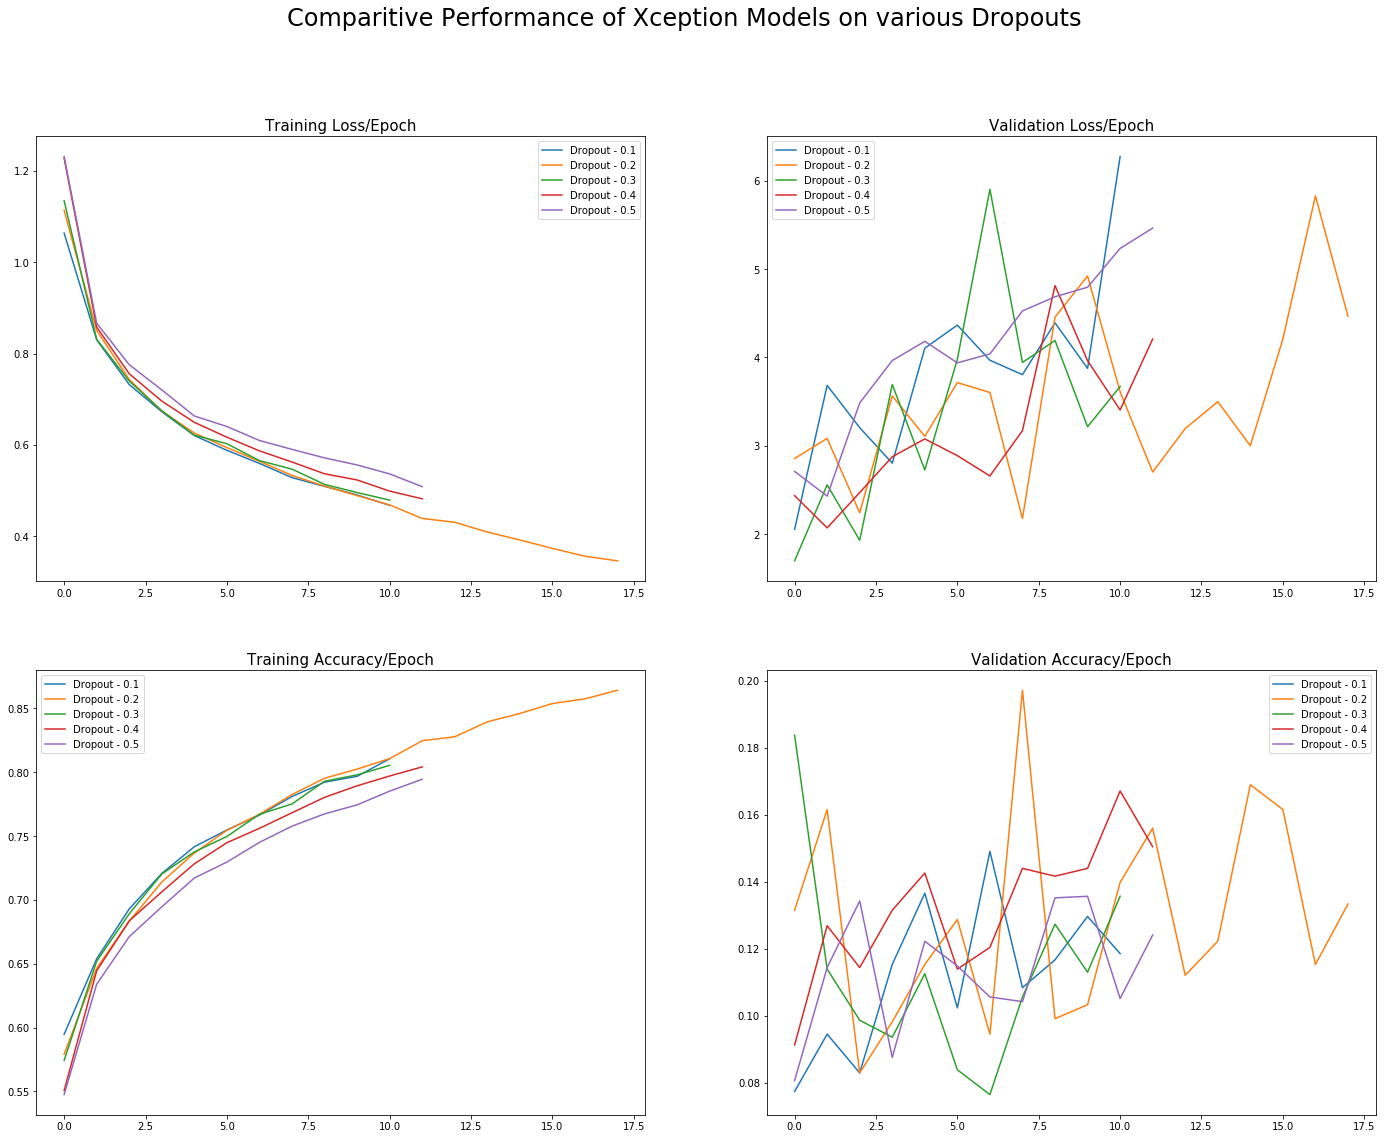 Comparitive Performance of Xception Models on various Dropouts
Training Loss/Epoch
1.2
1.0
0.8
0.6
0.4
Dropout - 0.1
Dropout - 0.2
Dropout - 0.3
Dropout - 0.4
Dropout - 0.5
0.0 2.5 5.0 7.5 10.0 12.5 15.0 17.5
Validation Loss/Epoch
6
5
4
3
2
Dropout - 0.1
Dropout - 0.2
Dropout - 0.3
Dropout - 0.4
Dropout - 0.5
0.0 2.5 5.0 7.5 10.0 12.5 15.0 17.5
Training Accuracy/Epoch
0.85
0.80
0.75
0.70
0.65
0.60
0.55
Dropout - 0.1
Dropout - 0.2
Dropout - 0.3
Dropout - 0.4
Dropout - 0.5
0.0 2.5 5.0 7.5 10.0 12.5 15.0 17.5
Validation Accuracy/Epoch
0.20
0.18
0.16
0.14
0.12
0.10
0.08
Dropout - 0.1
Dropout - 0.2
Dropout - 0.3
Dropout - 0.4
Dropout - 0.5
0.0 2.5 5.0 7.5 10.0 12.5 15.0 17.5